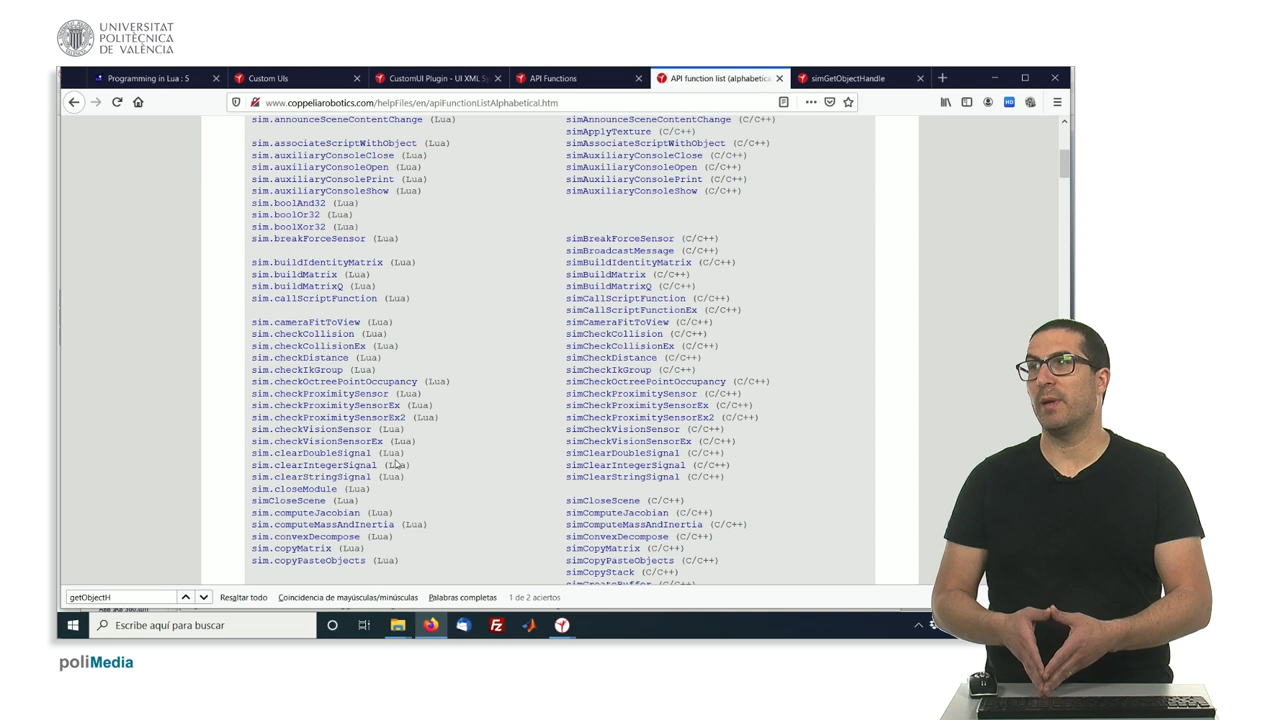 UNIVERSITAT
POLITÈCNICA
DE VALÈNCIA
Programming in Lua : 5
Custom UIs
CustomUI Plugin - UI XML Sy
API Functions
API function list (alphabetica
simGetObjectHandle
www.coppeliarobotics.com/helpFiles/en/apiFunctionListAlphabetical.htm
sim.announceSceneContentChange (Lua) simAnnounceSceneContentChange (C/C++)
simApplyTexture (C/C++)
sim.associateScriptWithObject (Lua) simAssociateScriptWithObject (C/C++)
sim.auxiliaryConsoleClose (Lua) simAuxiliaryConsoleClose (C/C++)
sim.auxiliaryConsoleOpen (Lua) simAuxiliaryConsoleOpen (C/C++)
sim.auxiliaryConsolePrint (Lua) simAuxiliaryConsolePrint (C/C++)
sim.auxiliaryConsoleShow (Lua) simAuxiliaryConsoleShow (C/C++)
sim.boolAnd32 (Lua)
sim.boolOr32 (Lua)
sim.boolXor32 (Lua)
sim.breakForceSensor (Lua) simBreakForceSensor (C/C++)
simBroadcastMessage (C/C++)
sim.buildIdentityMatrix (Lua) simBuildIdentityMatrix (C/C++)
sim.buildMatrix (Lua) simBuildMatrix (C/C++)
sim.buildMatrixQ (Lua) simBuildMatrixQ (C/C++)
sim.callScriptFunction (Lua) simCallScriptFunction (C/C++)
simCallScriptFunctionEx (C/C++)
sim.cameraFitToView (Lua) simCameraFitToView (C/C++)
sim.checkCollision (Lua) simCheckCollision (C/C++)
sim.checkCollisionEx (Lua) simCheckCollisionEx (C/C++)
sim.checkDistance (Lua) simCheckDistance (C/C++)
sim.checkIkGroup (Lua) simCheckIkGroup (C/C++)
sim.checkOctreePointOccupancy (Lua) simCheckOctreePointOccupancy (C/C++)
sim.checkProximitySensor (Lua) simCheckProximitySensor (C/C++)
sim.checkProximitySensorEx (Lua) simCheckProximitySensorEx (C/C++)
sim.checkProximitySensorEx2 (Lua) simCheckProximitySensorEx2 (C/C++)
sim.checkVisionSensor (Lua) simCheckVisionSensor (C/C++)
sim.checkVisionSensorEx (Lua) simCheckVisionSensorEx (C/C++)
sim.clearDoubleSignal (Lua) simClearDoubleSignal (C/C++)
sim.clearIntegerSignal (Lua) simClearIntegerSignal (C/C++)
sim.clearStringSignal (Lua) simClearStringSignal (C/C++)
sim.closeModule (Lua)
simCloseScene (Lua) simCloseScene (C/C++)
sim.computeJacobian (Lua) simComputeJacobian (C/C++)
sim.computeMassAndInertia (Lua) simComputeMassAndInertia (C/C++)
sim.convexDecompose (Lua) simConvexDecompose (C/C++)
sim.copyMatrix (Lua) simCopyMatrix (C/C++)
sim.copyPasteObjects (Lua) simCopyPasteObjects (C/C++)
simCopyStack (C/C++)
simCreateBuffer (C/C++)
getObjectH Resaltar todo Coincidencia de mayúsculas/minúsculas Palabras completas 1 de 2 aciertos
Escribe aquí para buscar
poliMedia